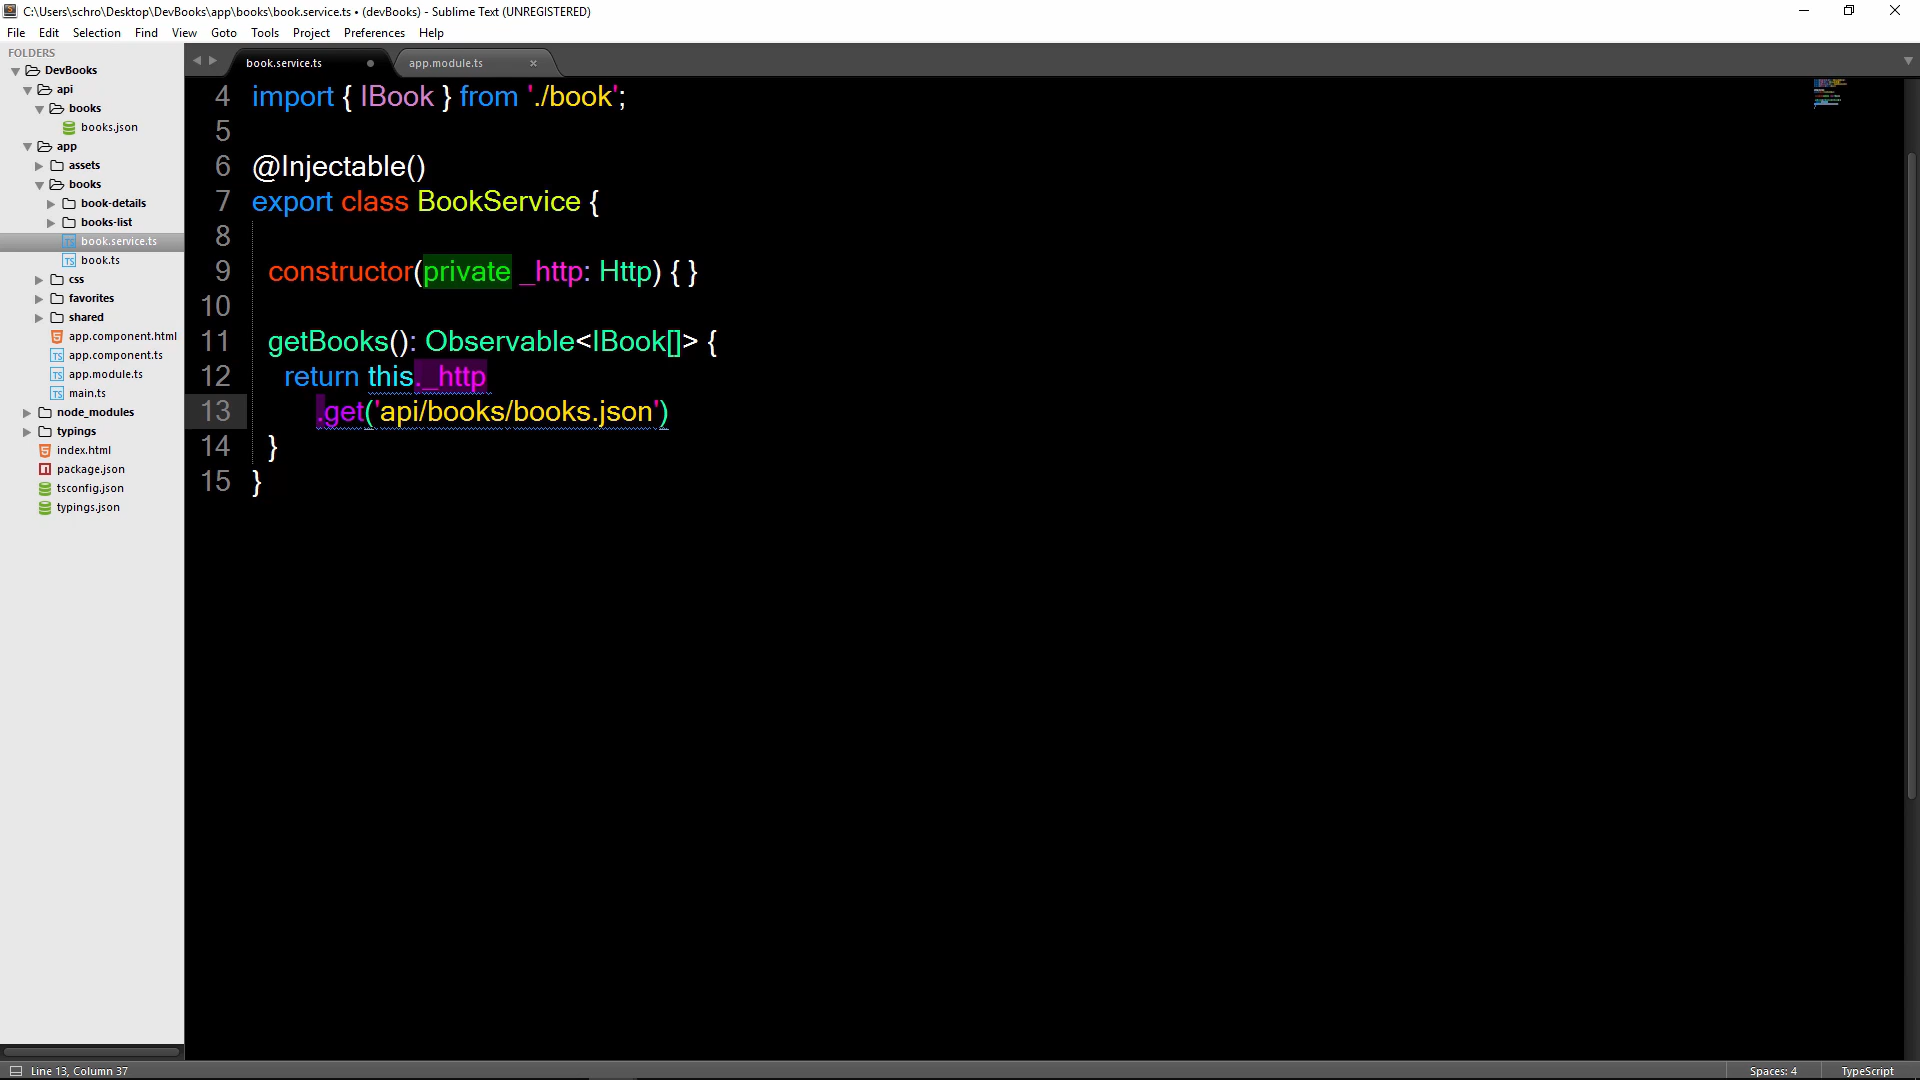 C:\Users\schro\Desktop\DevBooks\app\books\book.service.ts • (devBooks) - Sublime Text (UNREGISTERED)
File Edit Selection Find View Goto Tools Project Preferences Help
FOLDERS
DevBooks
api
books
books.json
app
assets
books
book-details
books-list
book.service.ts
book.ts
css
favorites
shared
app.component.html
app.component.ts
app.module.ts
main.ts
node_modules
typings
index.html
package.json
tsconfig.json
typings.json
book.service.ts app.module.ts
4 import { IBook } from './book';
5
6 @Injectable()
7 export class BookService {
8
9 constructor(private _http: Http) { }
10
11 getBooks(): Observable<IBook[]> {
12 return this._http
13 .get('api/books/books.json')
14 }
15 }
Line 13, Column 37 Spaces: 4 TypeScript